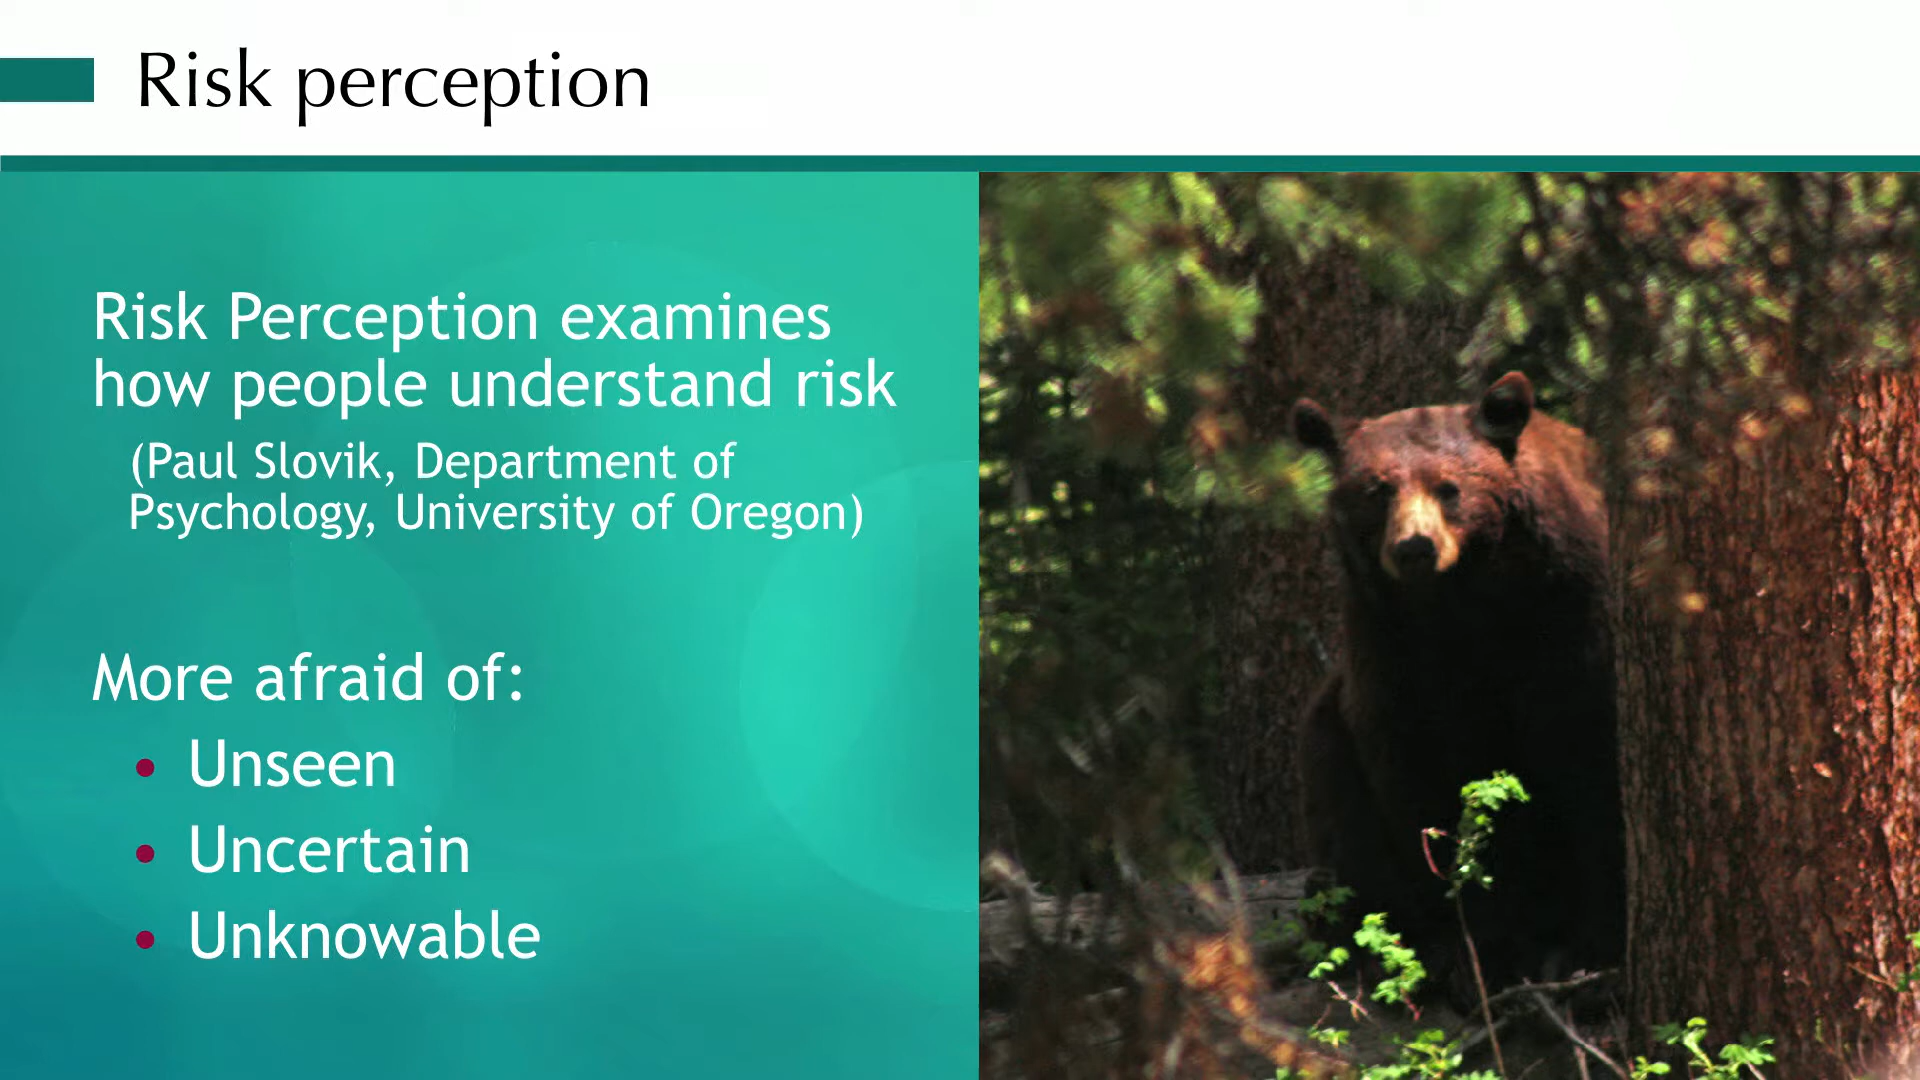 Risk perception
Risk Perception examines
how people understand risk
(Paul Slovik, Department of
Psychology, University of Oregon)
More afraid of:
• Unseen
• Uncertain
• Unknowable